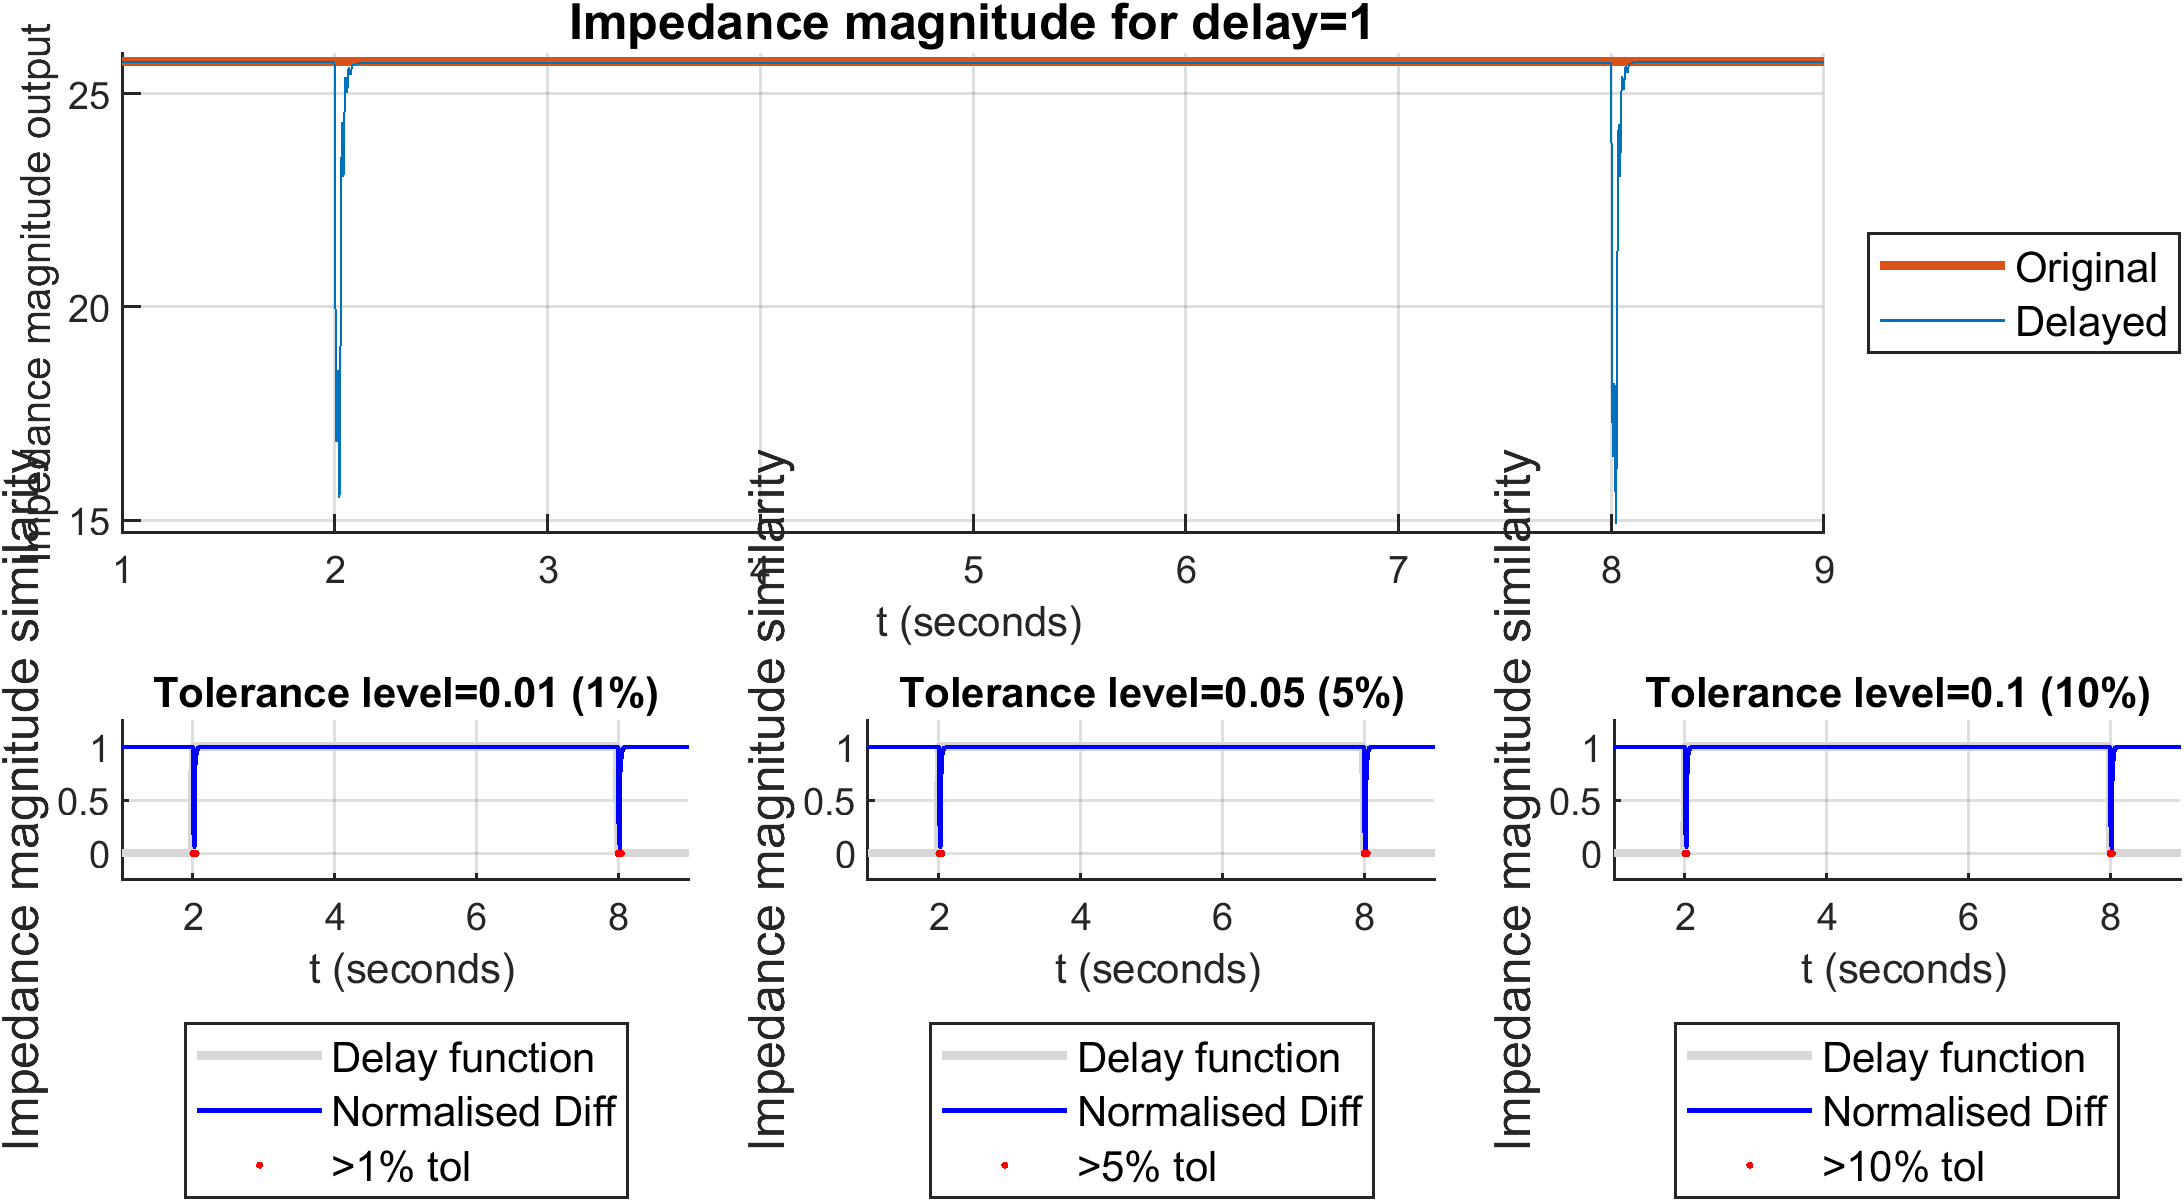 Impedance magnitude for delay=1
Impedance magnitude output
25
20
15
1 2 3 4 5 6 7 8 9
t (seconds)
Original
Delayed
Tolerance level=0.01 (1%)
Impedance magnitude similarity
1
0.5
0
2 4 6 8
t (seconds)
Delay function
Normalised Diff
>1% tol
Tolerance level=0.05 (5%)
Impedance magnitude similarity
1
0.5
0
2 4 6 8
t (seconds)
Delay function
Normalised Diff
>5% tol
Tolerance level=0.1 (10%)
Impedance magnitude similarity
1
0.5
0
2 4 6 8
t (seconds)
Delay function
Normalised Diff
>10% tol